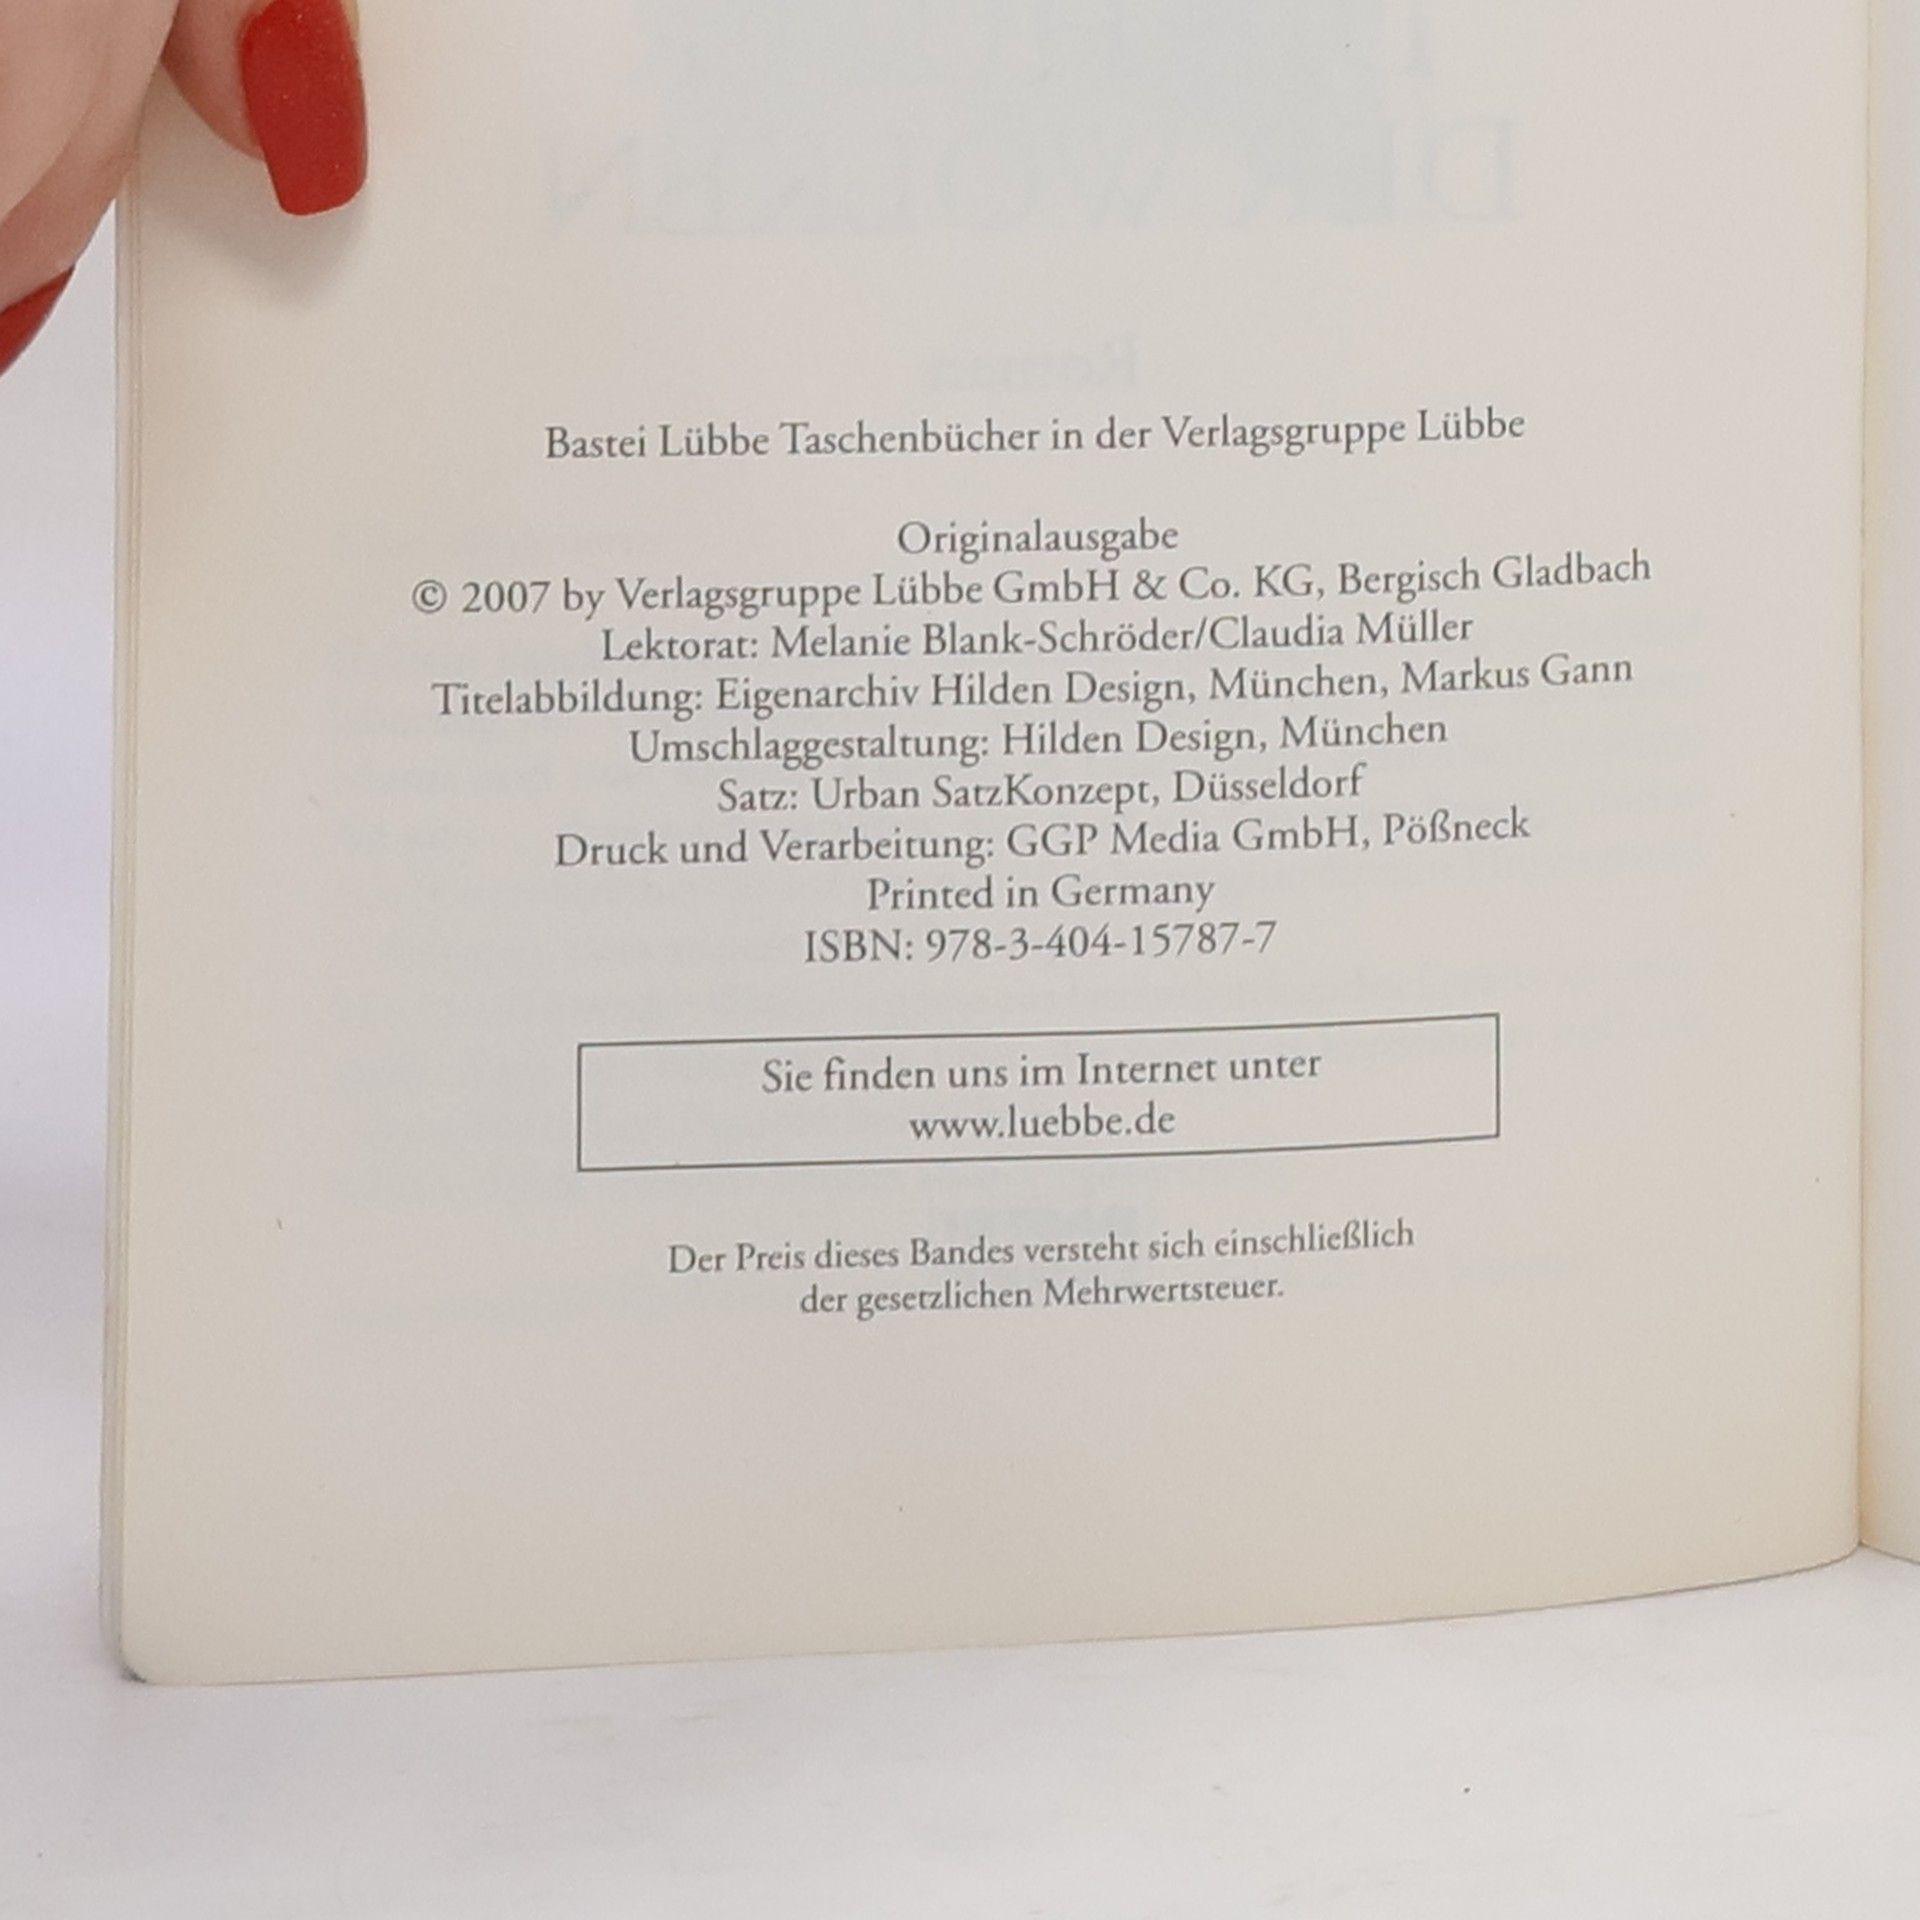 Bastei Lübbe Taschenbücher in der Verlagsgruppe Lübbe
Originalausgabe
© 2007 by Verlagsgruppe Lübbe GmbH & Co. KG, Bergisch Gladbach
Lektorat: Melanie Blank-Schröder/Claudia Müller
Titelabbildung: Eigenarchiv Hilden Design, München, Markus Gann
Umschlaggestaltung: Hilden Design, München
Satz: Urban SatzKonzept, Düsseldorf
Druck und Verarbeitung: GGP Media GmbH, Pößneck
Printed in Germany
ISBN: 978-3-404-15787-7
Sie finden uns im Internet unter
www.luebbe.de
Der Preis dieses Bandes versteht sich einschließlich
der gesetzlichen Mehrwertsteuer.